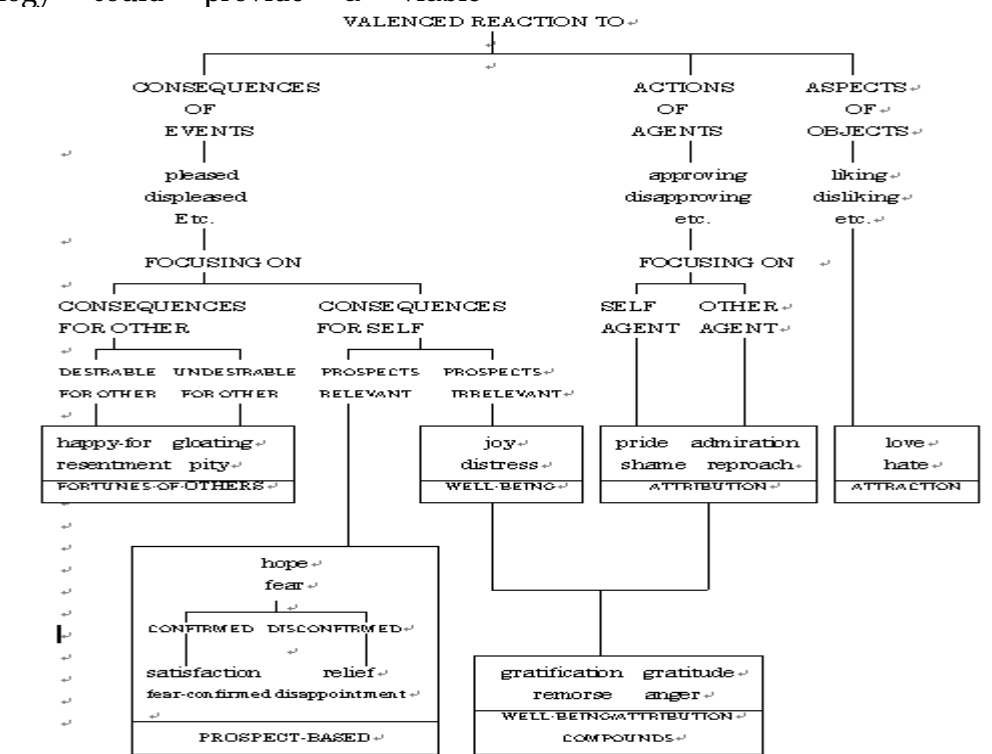 could provide a viable
VALENCED REACTION TO
CONSEQUENCES
OF
EVENTS
ACTIONS
OF
AGENTS
ASPECTS
OF
OBJECTS
pleased
displeased
Etc.
approving
disapproving
etc.
liking
disliking
etc.
FOCUSING ON
FOCUSING ON
CONSEQUENCES
FOR OTHER
CONSEQUENCES
FOR SELF
SELF
AGENT
OTHER
AGENT
DESIRABLE
FOR OTHER
UNDESIRABLE
FOR OTHER
PROSPECTS
RELEVANT
PROSPECTS
IRRELEVANT
happy-for gloating
resentment pity
FORTUNES-OF-OTHERS
joy
distress
WELL-BEING
pride admiration
shame reproach
ATTRIBUTION
love
hate
ATTRACTION
hope
fear
CONFIRMED DISCONFIRMED
satisfaction relief
fear-confirmed disappointment
PROSPECT-BASED
gratification gratitude
remorse anger
WELL-BEING/ATTRIBUTION
COMPOUNDS